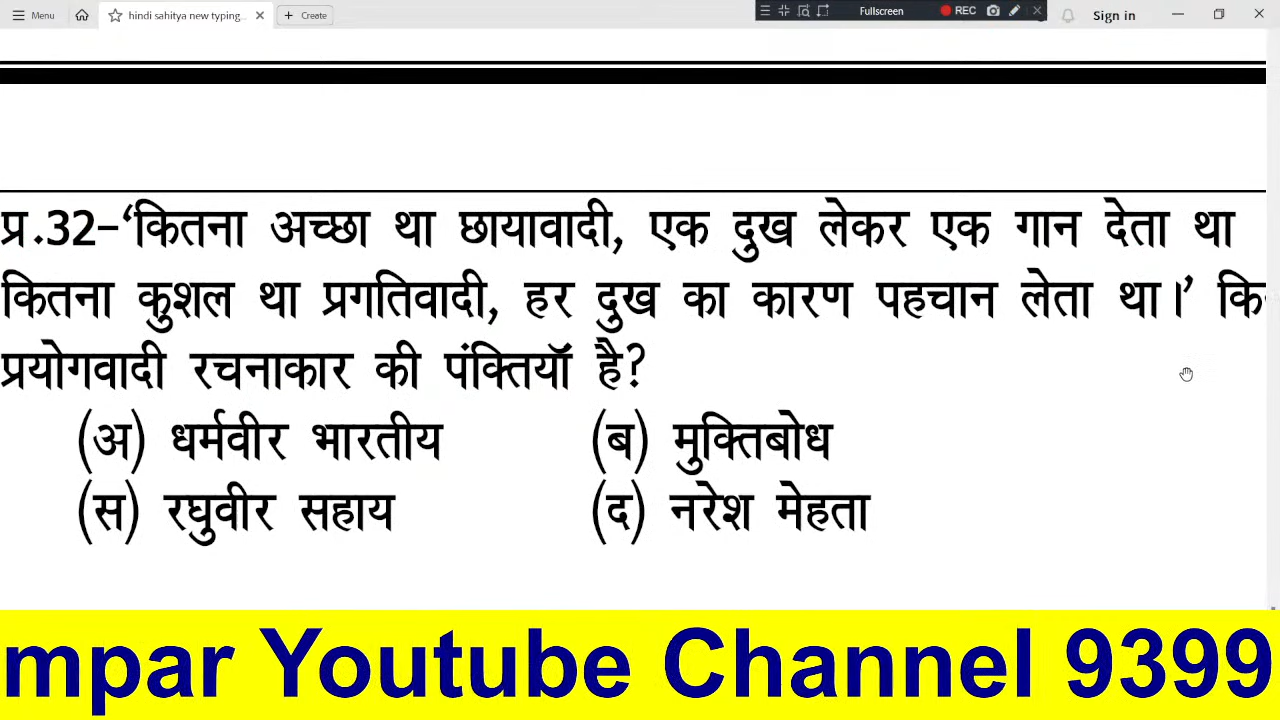 Menu hindi sahitya new typing... Create Fullscreen REC Sign in
प्र.32–‘कितना अच्छा था छायावादी, एक दुख लेकर एक गान देता था
कितना कुशल था प्रगतिवादी, हर दुख का कारण पहचान लेता था।’
प्रयोगवादी रचनाकार की पंक्तियॉं है?
(अ) धर्मवीर भारतीय (ब) मुक्तिबोध
(स) रघुवीर सहाय (द) नरेश मेहता
mpar Youtube Channel 9399